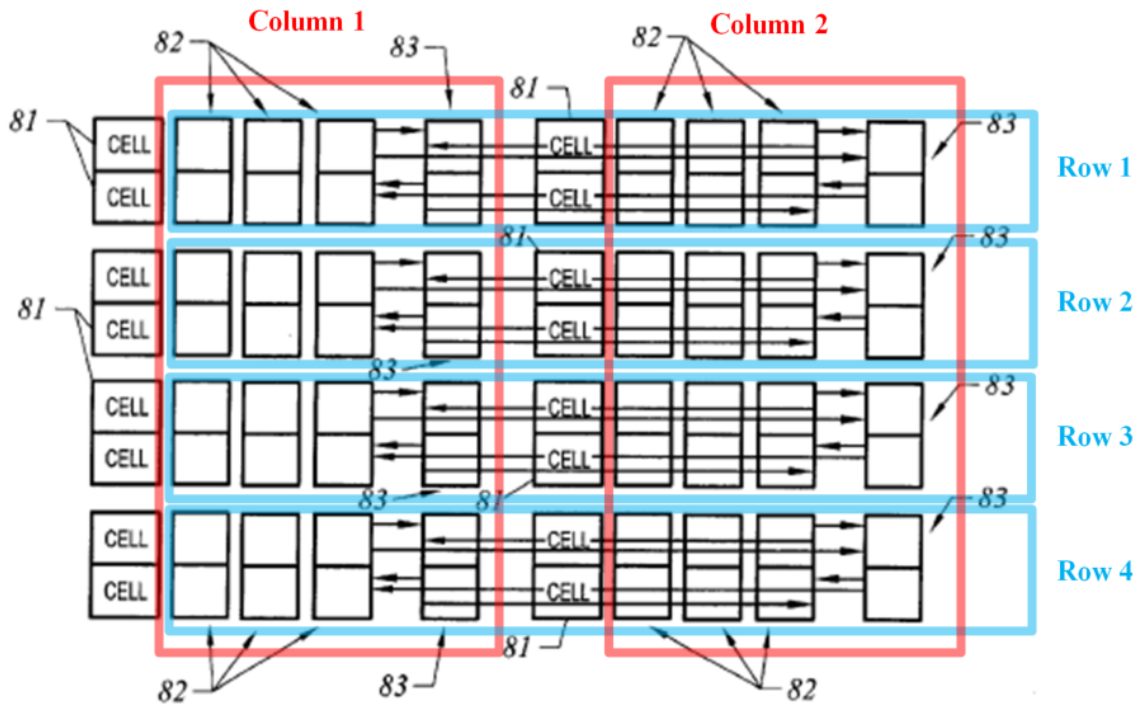 Column 1 Column 2
82 83 82
81 81 83
CELL CELL Row 1
CELL CELL
81 83
CELL CELL Row 2
81 CELL CELL
83 83
CELL CELL Row 3
CELL CELL
83 81 83
CELL CELL Row 4
CELL CELL
81
82 83 82